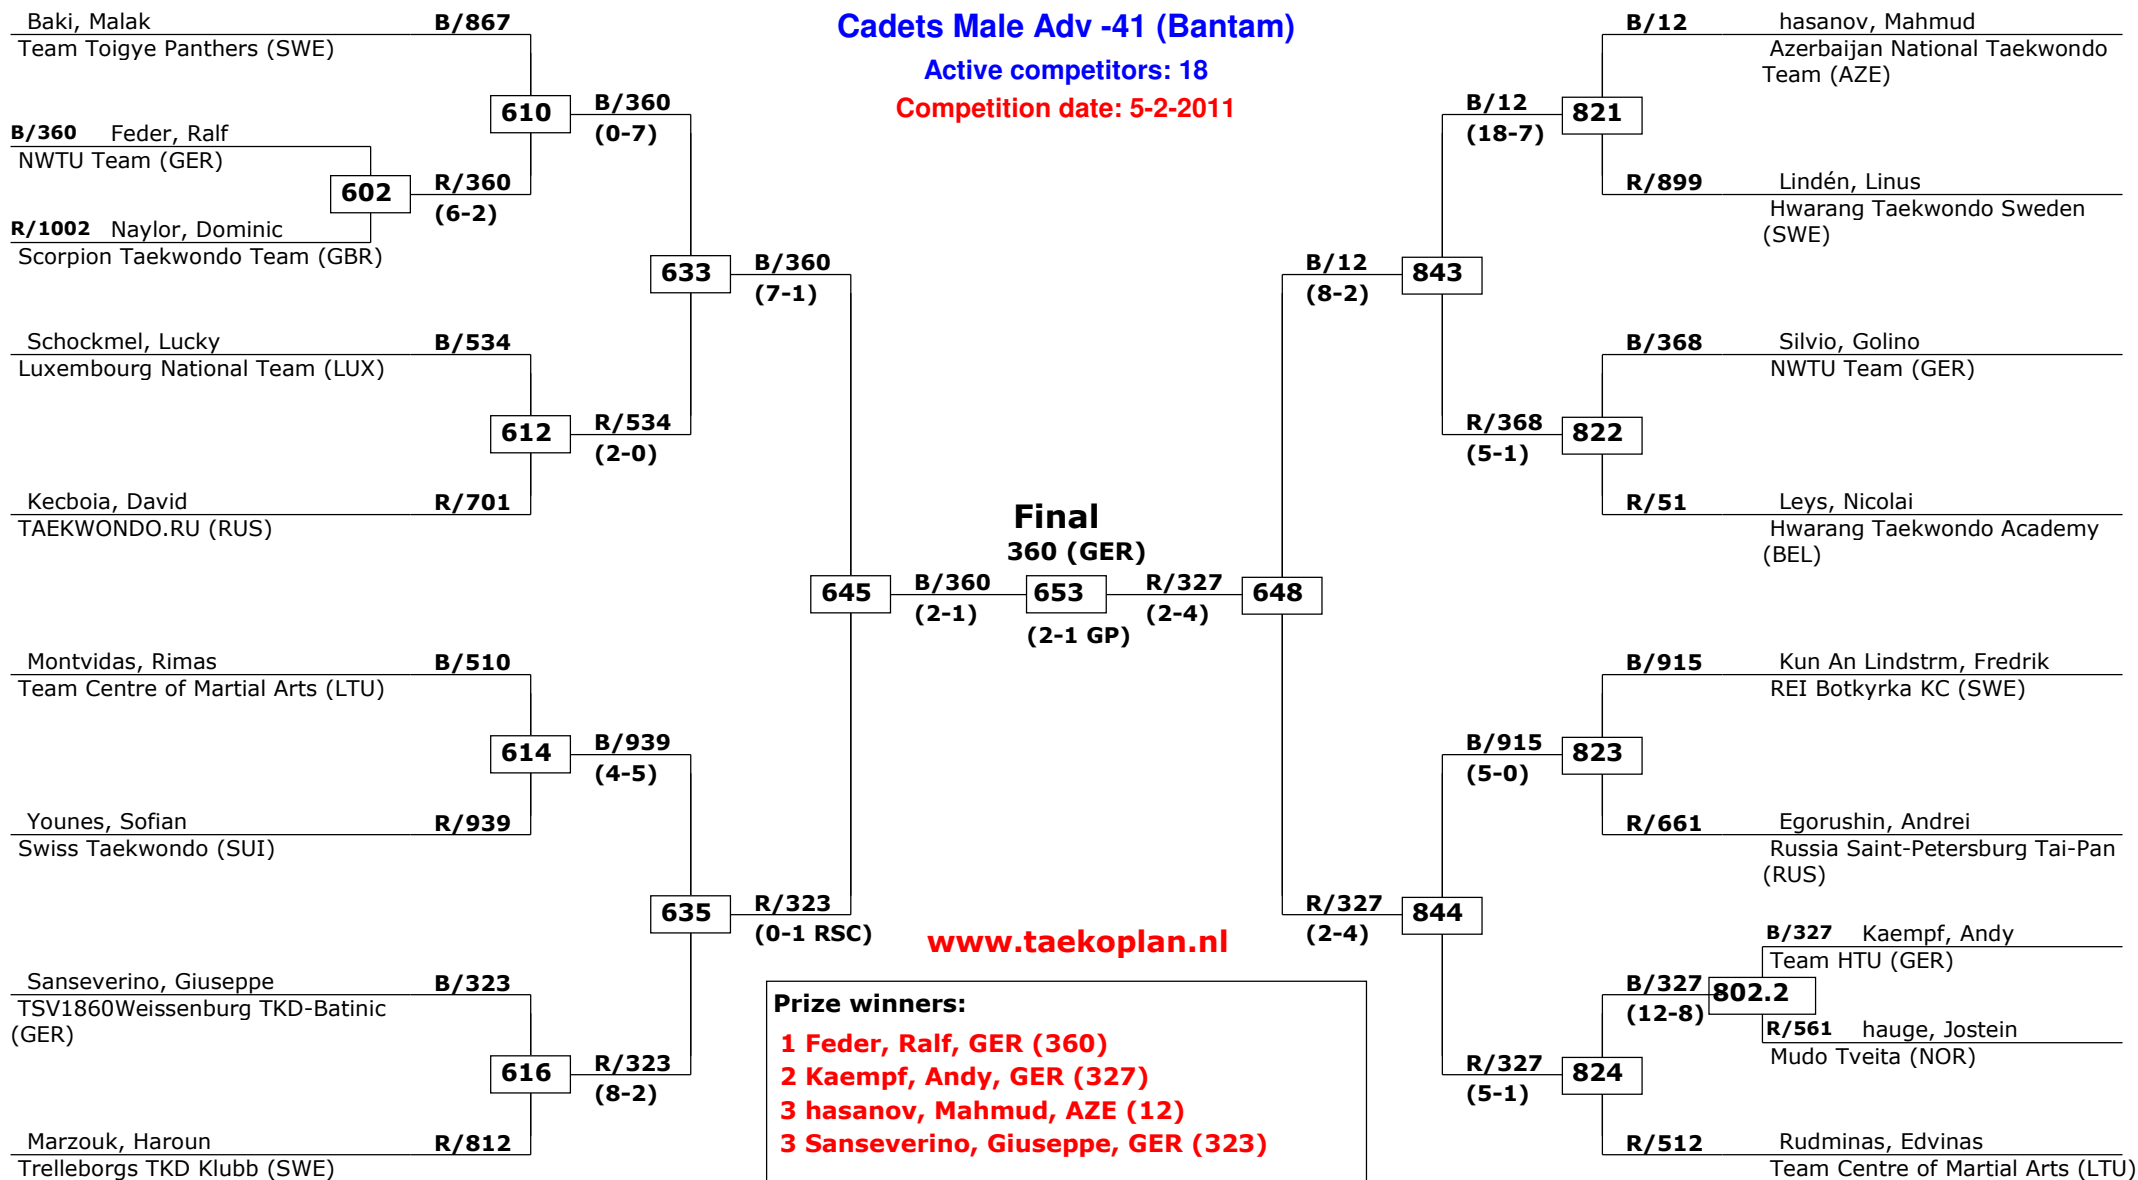 Cadets Male Adv -41 (Bantam)
Active competitors: 18
Competition date: 5-2-2011
Baki, Malak B/867
Team Toigye Panthers (SWE)
610
B/360
(0-7)
B/360 Feder, Ralf
NWTU Team (GER)
602
R/360
(6-2)
R/1002 Naylor, Dominic
Scorpion Taekwondo Team (GBR)
633
B/360
(7-1)
Schockmel, Lucky B/534
Luxembourg National Team (LUX)
612
R/534
(2-0)
Kecboia, David R/701
TAEKWONDO.RU (RUS)
645
B/360
(2-1)
Montvidas, Rimas B/510
Team Centre of Martial Arts (LTU)
614
B/939
(4-5)
Younes, Sofian R/939
Swiss Taekwondo (SUI)
635
R/323
(0-1 RSC)
Sanseverino, Giuseppe B/323
TSV1860Weissenburg TKD-Batinic
(GER)
616
R/323
(8-2)
Marzouk, Haroun R/812
Trelleborgs TKD Klubb (SWE)
Final
360 (GER)
653
(2-1 GP)
R/327
(2-4)
648
B/12 hasanov, Mahmud
Azerbaijan National Taekwondo
Team (AZE)
B/12
(18-7)
821
R/899 Lindén, Linus
Hwarang Taekwondo Sweden
(SWE)
B/12
(8-2)
843
B/368 Silvio, Golino
NWTU Team (GER)
R/368
(5-1)
822
R/51 Leys, Nicolai
Hwarang Taekwondo Academy
(BEL)
B/915 Kun An Lindstrm, Fredrik
REI Botkyrka KC (SWE)
B/915
(5-0)
823
R/661 Egorushin, Andrei
Russia Saint-Petersburg Tai-Pan
(RUS)
R/327
(2-4)
844
B/327 Kaempf, Andy
Team HTU (GER)
B/327
(12-8)
802.2
R/561 hauge, Jostein
Mudo Tveita (NOR)
R/327
(5-1)
824
R/512 Rudminas, Edvinas
Team Centre of Martial Arts (LTU)
www.taekoplan.nl
Prize winners:
1 Feder, Ralf, GER (360)
2 Kaempf, Andy, GER (327)
3 hasanov, Mahmud, AZE (12)
3 Sanseverino, Giuseppe, GER (323)